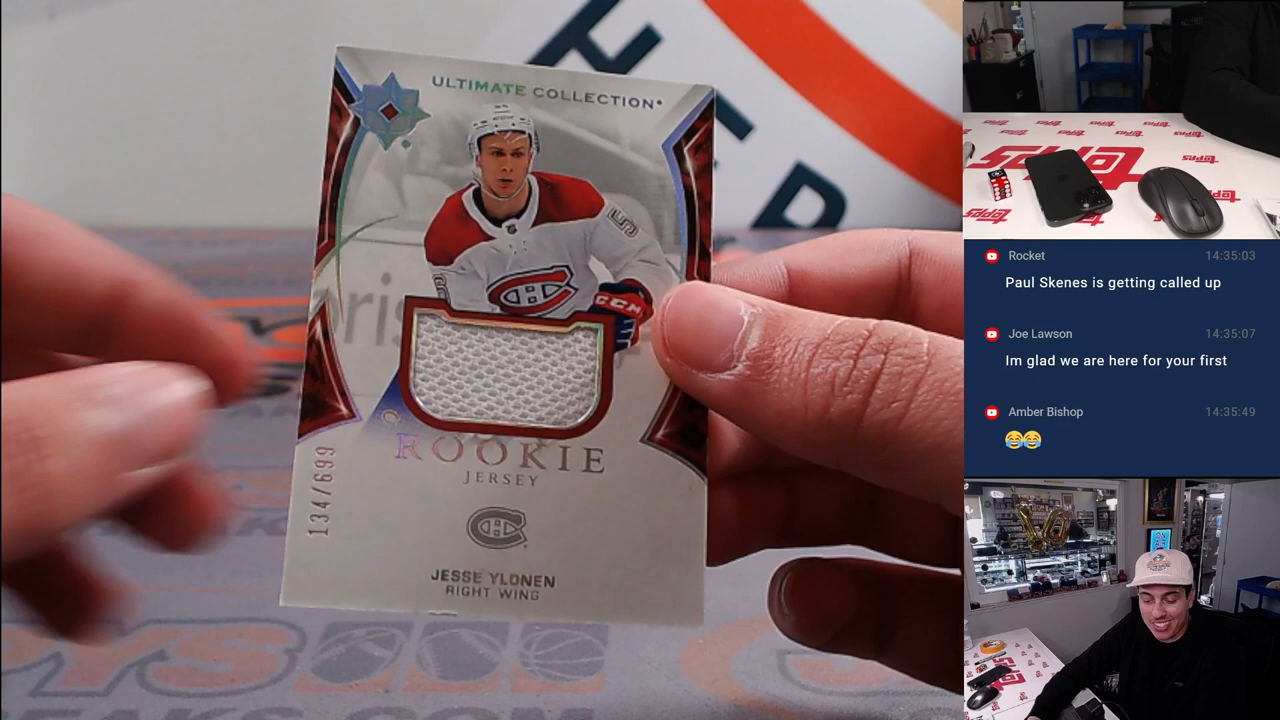 ULTIMATE COLLECTION
134/699
ROOKIE
JERSEY
JESSE YLONEN
RIGHT WING
CCM
topps
Rocket
14:35:03
Paul Skenes is getting called up
Joe Lawson
14:35:07
Im glad we are here for your first
Amber Bishop
14:35:49
😂😂